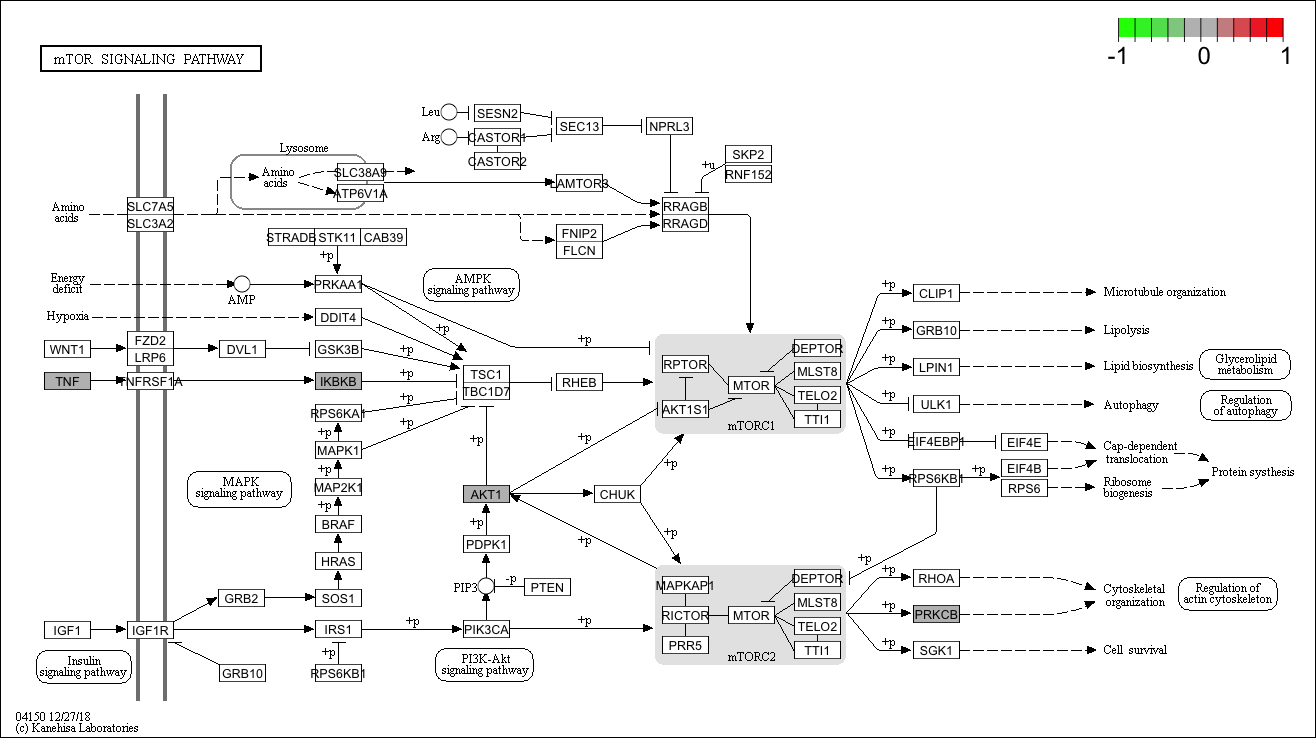 -1 0 1
mTOR SIGNALING PATHWAY
Leu
SESN2
SEC13
NPRL3
Arg
CASTOR1
CASTOR2
Lysosome
Amino
acids
SLC38A9
ATP6V1A
LAMTOR3
+u
SKP2
RNF152
Amino
acids
SLC7A5
SLC3A2
RRAGB
RRAGD
FNIP2
FLCN
STRADB
STK11
CAB39
+p
Energy
deficit
AMP
PRKAA1
AMPK
signaling pathway
Hypoxia
DDIT4
+p
+p
WNT1
FZD2
LRP6
DVL1
GSK3B
+p
TNF
TNFRSF1A
IKBKB
+p
TSC1
TBC1D7
RHEB
RPTOR
AKT1S1
MTOR
DEPTOR
MLST8
TELO2
TTI1
mTORC1
+p
CLIP1
Microtubule organization
+p
GRB10
Lipolysis
+p
LPIN1
Lipid biosynthesis
Glycerolipid
metabolism
+p
ULK1
Autophagy
Regulation
of autophagy
+p
EIF4EBP1
EIF4E
Cap-dependent
translocation
+p
RPS6KB1
+p
EIF4B
RPS6
Ribosome
biogenesis
Protein systhesis
RPS6KA1
+p
+p
MAPK1
+p
+p
+p
+p
+p
MAPK
signaling pathway
MAP2K1
+p
BRAF
HRAS
AKT1
CHUK
+p
PDPK1
+p
+p
PIP3
-p
PTEN
GRB2
SOS1
IGF1
IGF1R
IRS1
+p
PIK3CA
+p
+p
RPS6KB1
GRB10
Insulin
signaling pathway
PI3K-Akt
signaling pathway
MAPKAP1
RICTOR
PRR5
MTOR
DEPTOR
MLST8
TELO2
TTI1
mTORC2
+p
+p
RHOA
+p
PRKCB
Cytoskeletal
organization
Regulation of
actin cytoskeleton
+p
SGK1
Cell survival
04150 12/27/18
(c) Kanehisa Laboratories